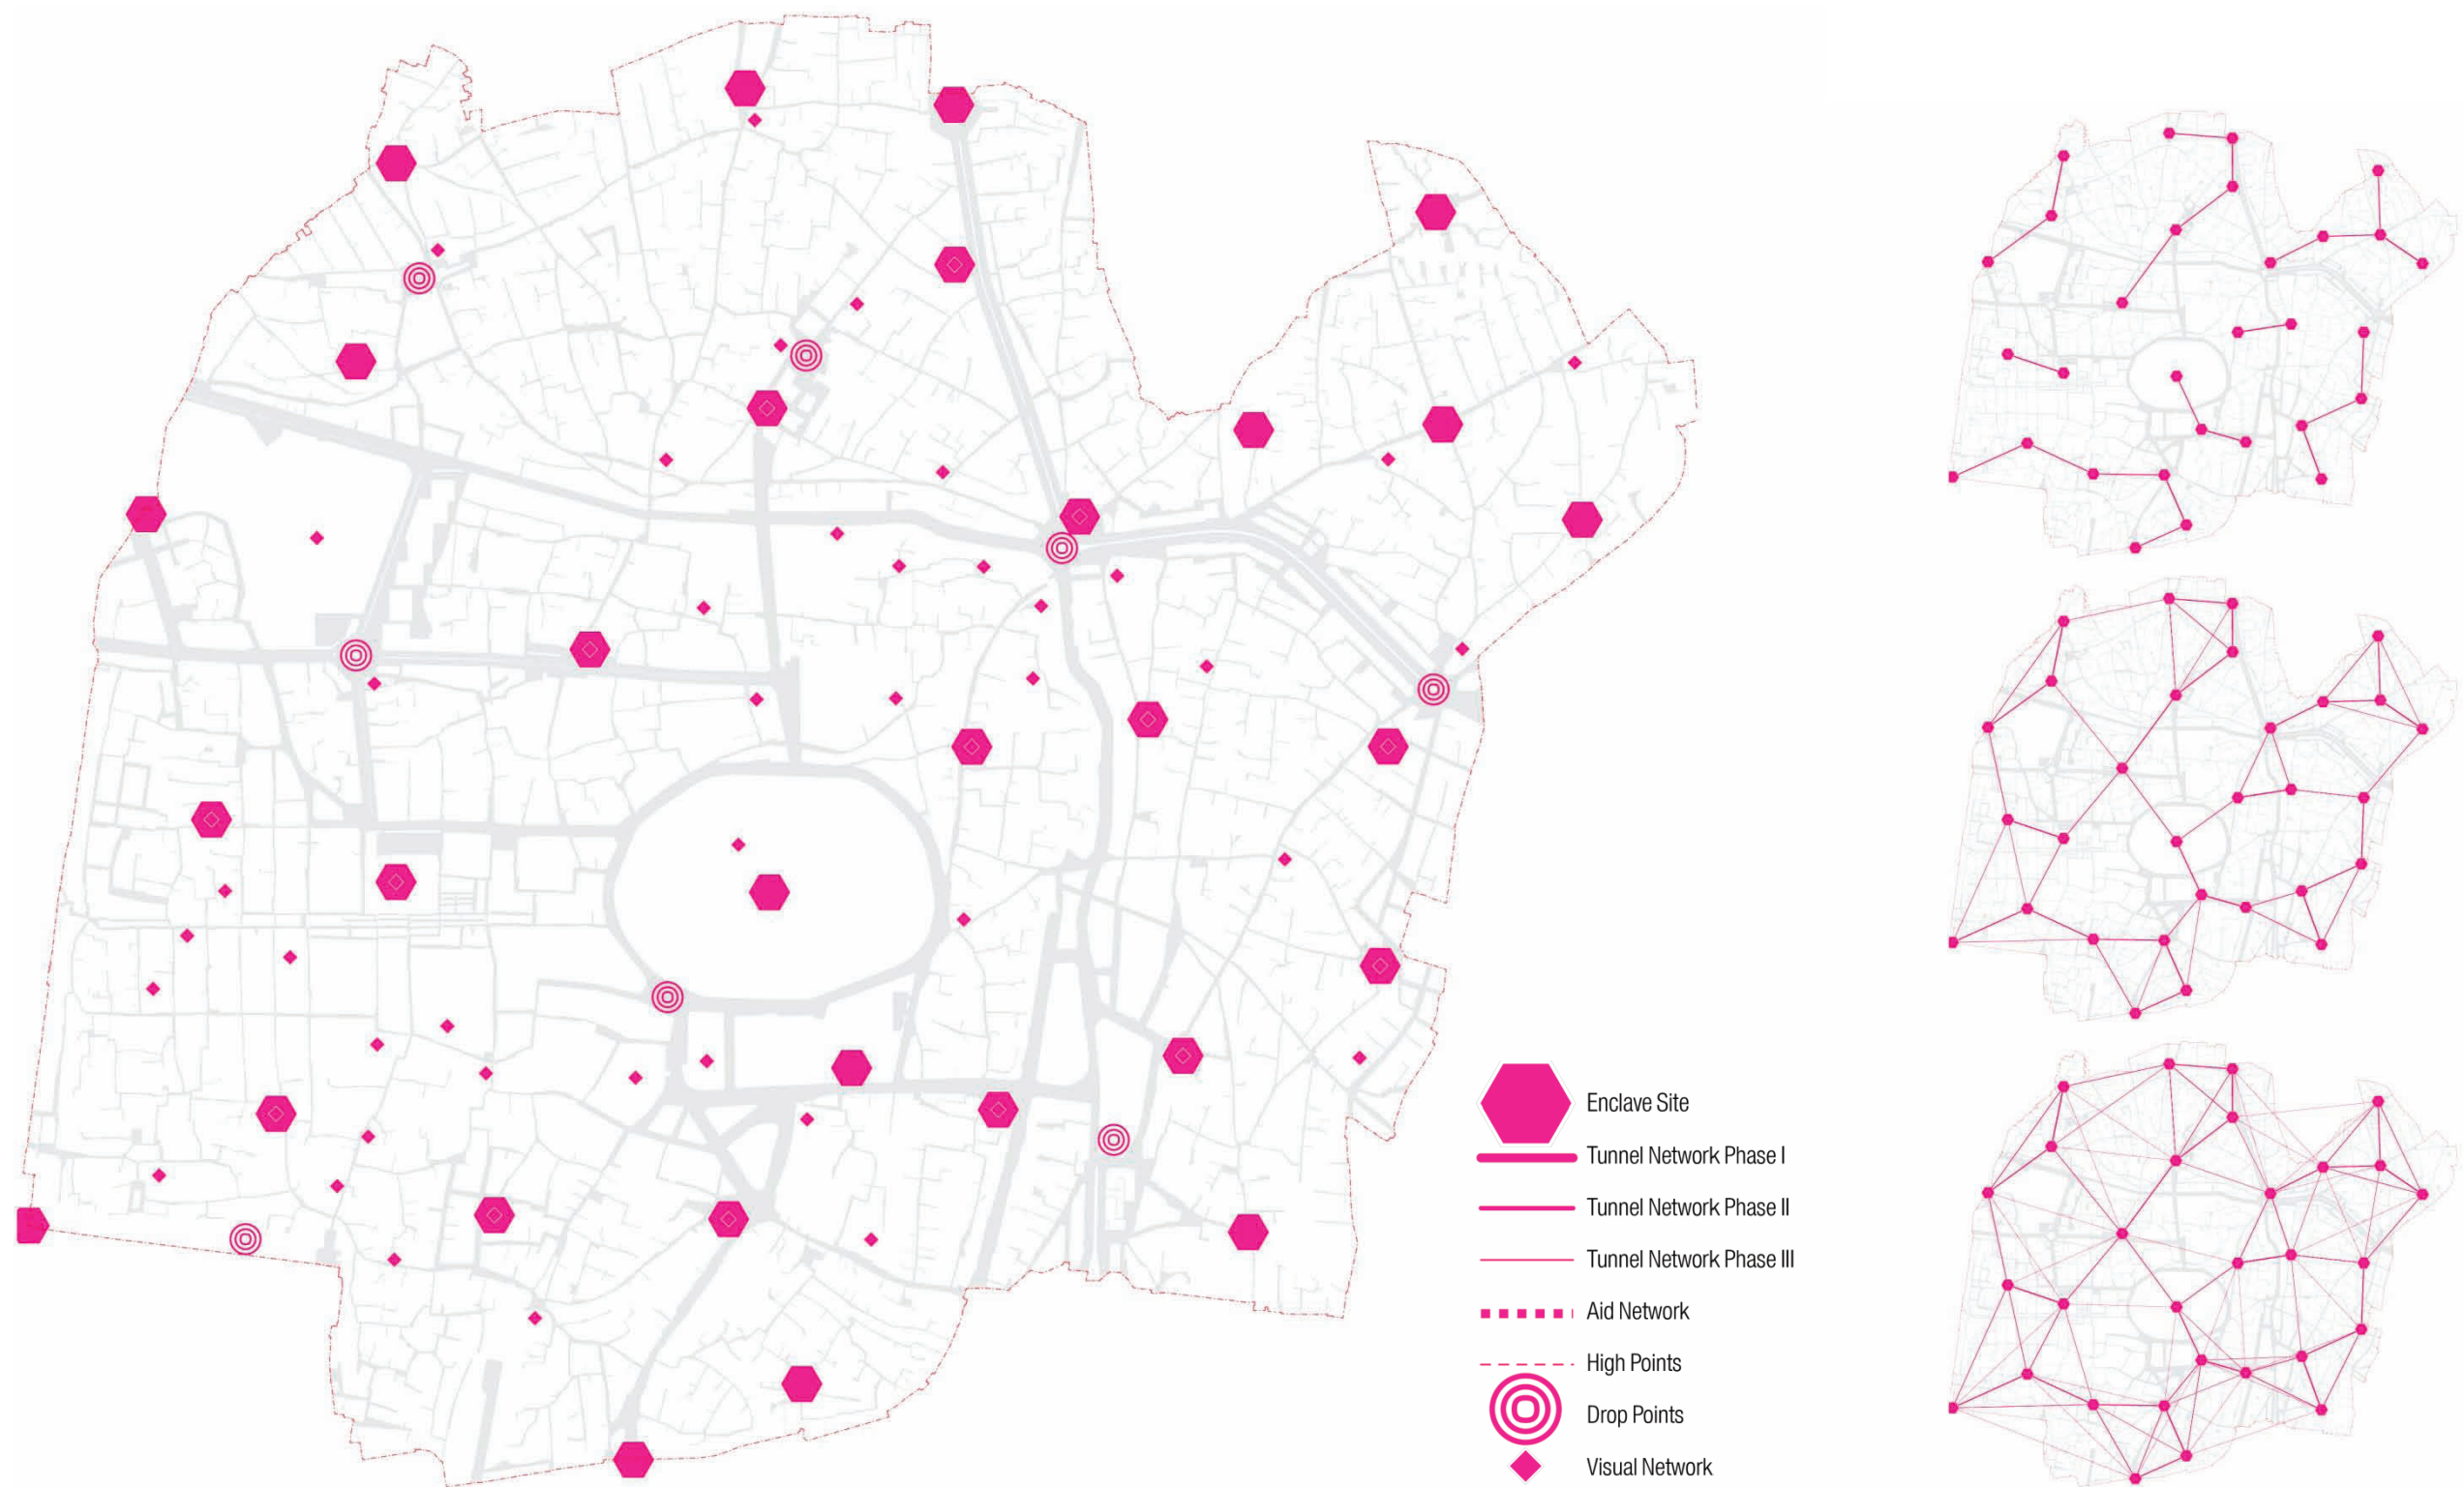 Enclave Site
Tunnel Network Phase I
Tunnel Network Phase II
Tunnel Network Phase III
Aid Network
High Points
Drop Points
Visual Network